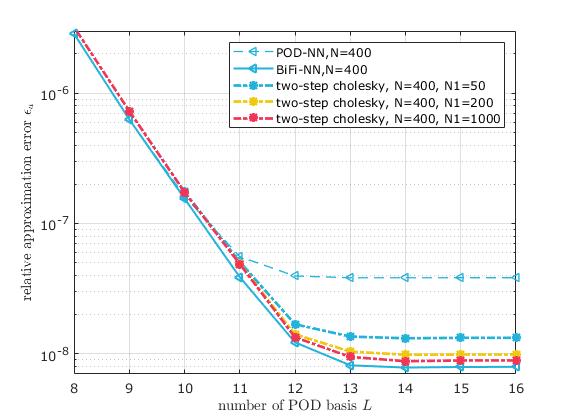 POD-NN,N=400
BiFi-NN,N=400
two-step cholesky, N=400, N1=50
two-step cholesky, N=400, N1=200
two-step cholesky, N=400, N1=1000
relative approximation error ϵ_u
10^-6
10^-7
10^-8
8 9 10 11 12 13 14 15 16
number of POD basis L